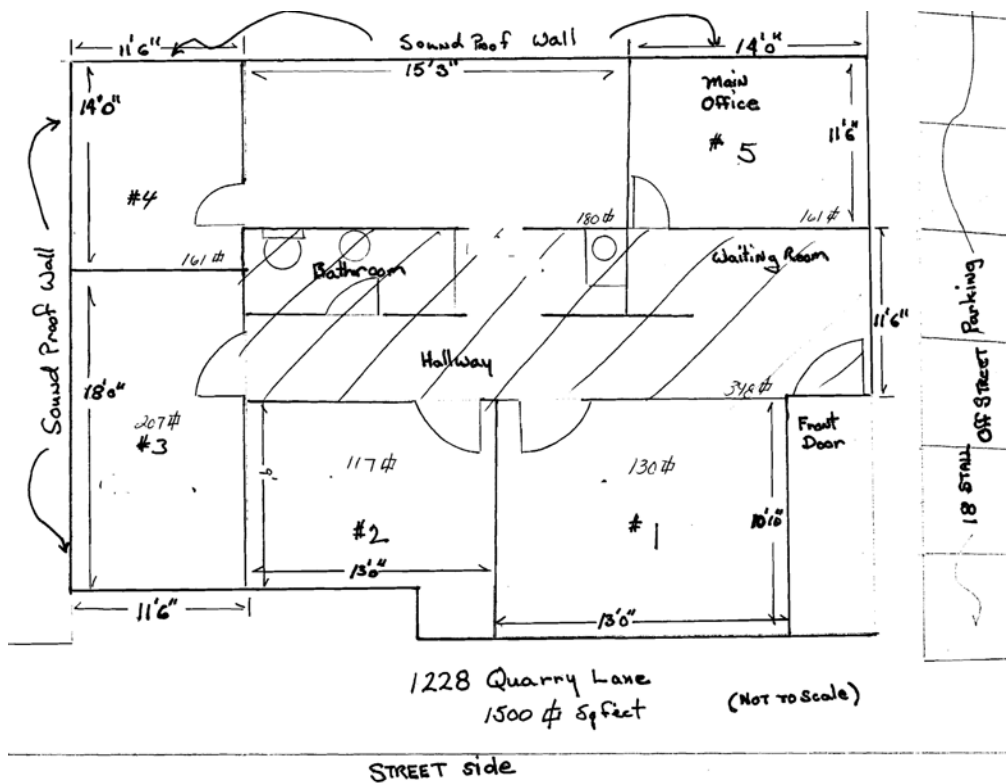 11'6"
Sound Proof Wall
14'0"
15'3"
14'0"
Main
Office
# 5
11'6"
#4
161 ⏍
180 ⏍
161 ⏍
Sound Proof Wall
Bathroom
Waiting Room
11'6"
Hallway
18'0"
348 ⏍
207 ⏍
#3
Front
Door
9'
117 ⏍
130 ⏍
#2
# 1
10'10"
13'0"
11'6"
13'0"
18 STALL Off STREET Parking
1228 Quarry Lane
1500 ⏍ Sq feet
(NOT TO Scale)
STREET side